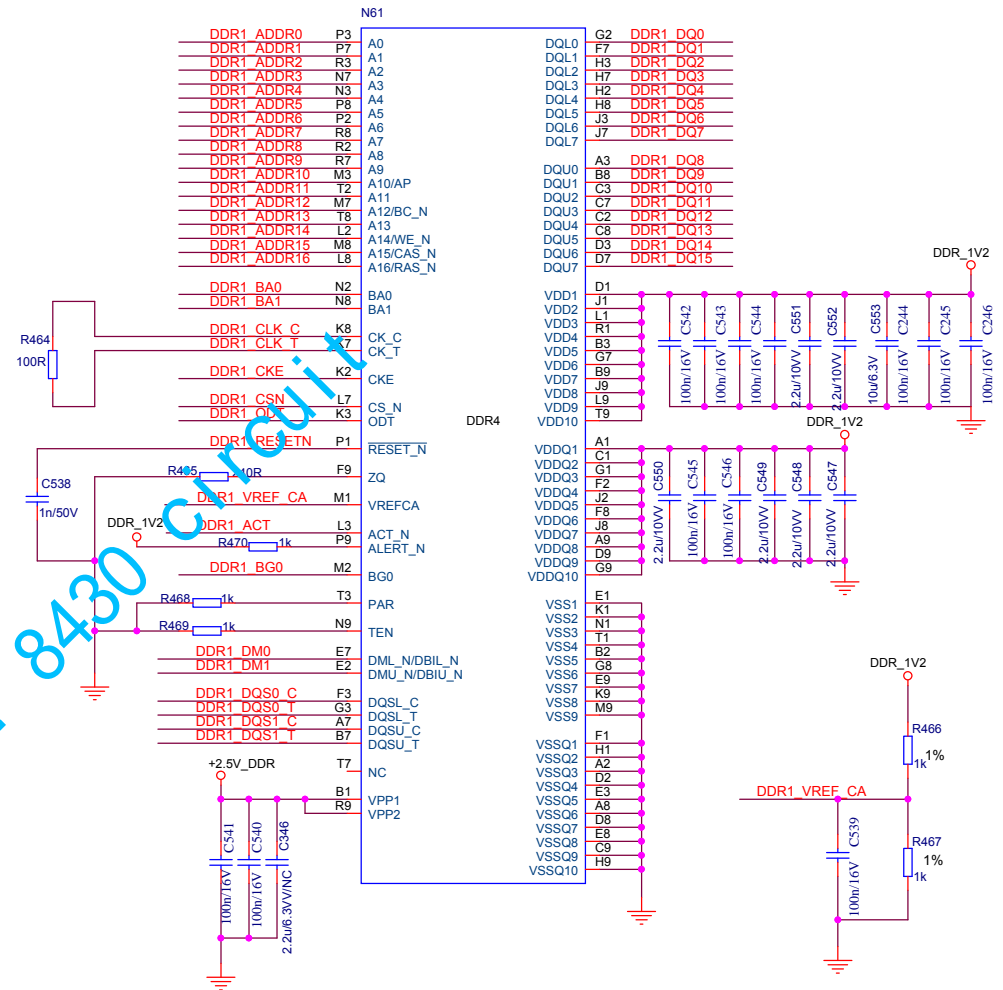 N61
DDR1_ADDR0 P3 A0
DDR1_ADDR1 P7 A1
DDR1_ADDR2 R3 A2
DDR1_ADDR3 N7 A3
DDR1_ADDR4 N3 A4
DDR1_ADDR5 P8 A5
DDR1_ADDR6 P2 A6
DDR1_ADDR7 R8 A7
DDR1_ADDR8 R2 A8
DDR1_ADDR9 R7 A9
DDR1_ADDR10 M3 A10/AP
DDR1_ADDR11 T2 A11
DDR1_ADDR12 M7 A12/BC_N
DDR1_ADDR13 T8 A13
DDR1_ADDR14 L2 A14/WE_N
DDR1_ADDR15 M8 A15/CAS_N
DDR1_ADDR16 L8 A16/RAS_N
DDR1_BA0 N2 BA0
DDR1_BA1 N8 BA1
DDR1_CLK_C K8 CK_C
DDR1_CLK_T K7 CK_T
R464
100R
DDR1_CKE K2 CKE
DDR1_CSN L7 CS_N
DDR1_ODT K3 ODT
DDR4
DDR1_RESETN P1 RESET_N
F9 ZQ
C538
1n/50V
DDR1_VREF_CA M1 VREFCA
DDR_1V2
DDR1_ACT L3 ACT_N
R470 1k P9 ALERT_N
DDR1_BG0 M2 BG0
R468 1k T3 PAR
R469 1k N9 TEN
DDR1_DM0 E7 DML_N/DBIL_N
DDR1_DM1 E2 DMU_N/DBIU_N
DDR1_DQS0_C F3 DQSL_C
DDR1_DQS0_T G3 DQSL_T
DDR1_DQS1_C A7 DQSU_C
DDR1_DQS1_T B7 DQSU_T
+2.5V_DDR
T7 NC
B1 VPP1
R9 VPP2
C541 100n/16V
C540 100n/16V
C346 2.2u/6.3VV/NC
8430 circuit
DQL0 G2 DDR1_DQ0
DQL1 F7 DDR1_DQ1
DQL2 H3 DDR1_DQ2
DQL3 H7 DDR1_DQ3
DQL4 H2 DDR1_DQ4
DQL5 H8 DDR1_DQ5
DQL6 J3 DDR1_DQ6
DQL7 J7 DDR1_DQ7
DQU0 A3 DDR1_DQ8
DQU1 B8 DDR1_DQ9
DQU2 C3 DDR1_DQ10
DQU3 C7 DDR1_DQ11
DQU4 C2 DDR1_DQ12
DQU5 C8 DDR1_DQ13
DQU6 D3 DDR1_DQ14
DQU7 D7 DDR1_DQ15
DDR_1V2
VDD1 D1
VDD2 J1
VDD3 L1
VDD4 R1
VDD5 B3
VDD6 G7
VDD7 B9
VDD8 J9
VDD9 L9
VDD10 T9
C542 100n/16V
C543 100n/16V
C544 100n/16V
C551 2.2u/10VV
C552 2.2u/10VV
C553 10u/6.3V
C244 100n/16V
C245 100n/16V
C246 100n/16V
DDR_1V2
VDDQ1 A1
VDDQ2 C1
VDDQ3 G1
VDDQ4 F2
VDDQ5 J2
VDDQ6 F8
VDDQ7 J8
VDDQ8 A9
VDDQ9 D9
VDDQ10 G9
C550 2.2u/10VV
C545 100n/16V
C546 100n/16V
C549 2.2u/10VV
C548 2.2u/10VV
C547 2.2u/10VV
VSS1 E1
VSS2 K1
VSS3 N1
VSS4 T1
VSS5 B2
VSS6 G8
VSS7 E9
VSS8 K9
VSS9 M9
VSSQ1 F1
VSSQ2 H1
VSSQ3 A2
VSSQ4 D2
VSSQ5 E3
VSSQ6 A8
VSSQ7 D8
VSSQ8 E8
VSSQ9 C9
VSSQ10 H9
DDR_1V2
R466
1k 1%
DDR1_VREF_CA
C539 100n/16V
R467
1%
1k